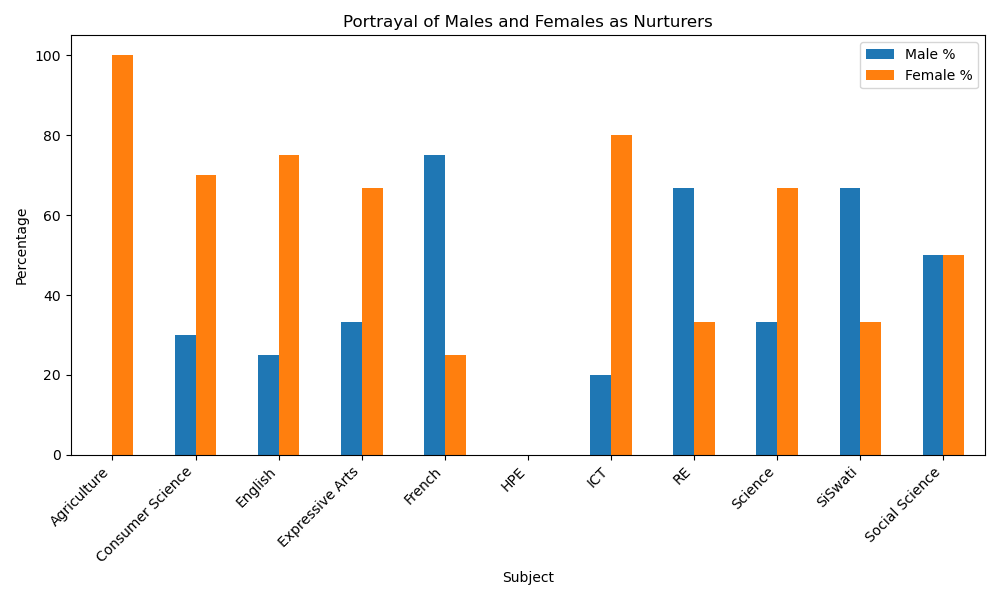 Portrayal of Males and Females as Nurturers
Male %
Female %
100
80
60
40
20
0
Percentage
Agriculture
Consumer Science
English
Expressive Arts
French
HPE
ICT
RE
Science
SiSwati
Social Science
Subject